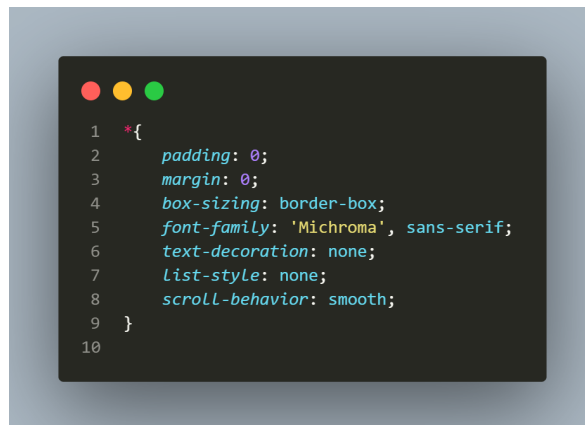 1 *{
2 padding: 0;
3 margin: 0;
4 box-sizing: border-box;
5 font-family: 'Michroma', sans-serif;
6 text-decoration: none;
7 list-style: none;
8 scroll-behavior: smooth;
9 }
10